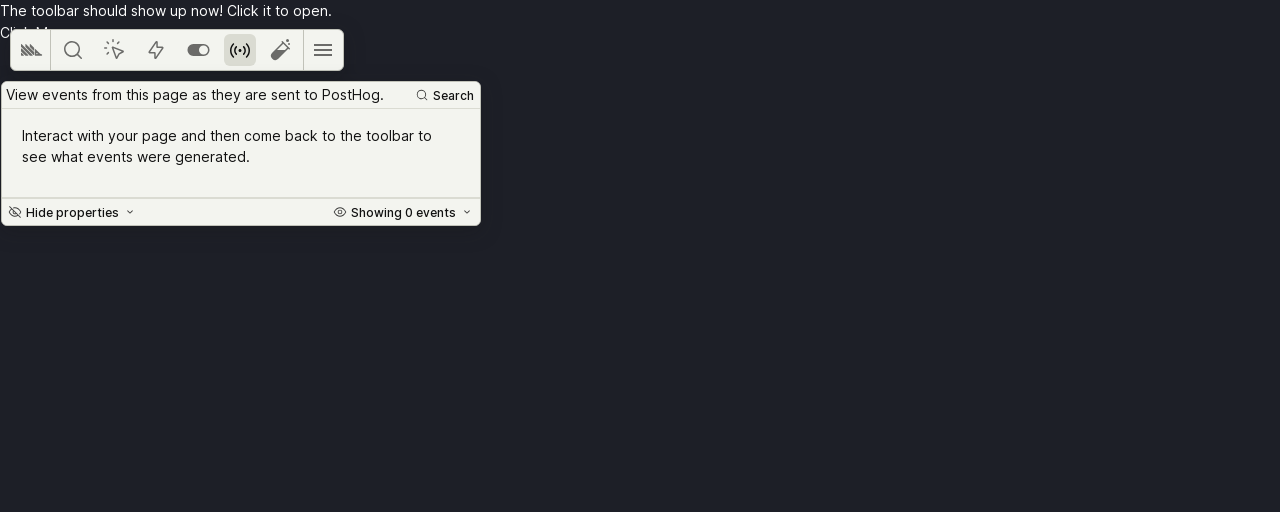 The toolbar should show up now! Click it to open.
View events from this page as they are sent to PostHog.
Search
Interact with your page and then come back to the toolbar to
see what events were generated.
Hide properties
Showing 0 events